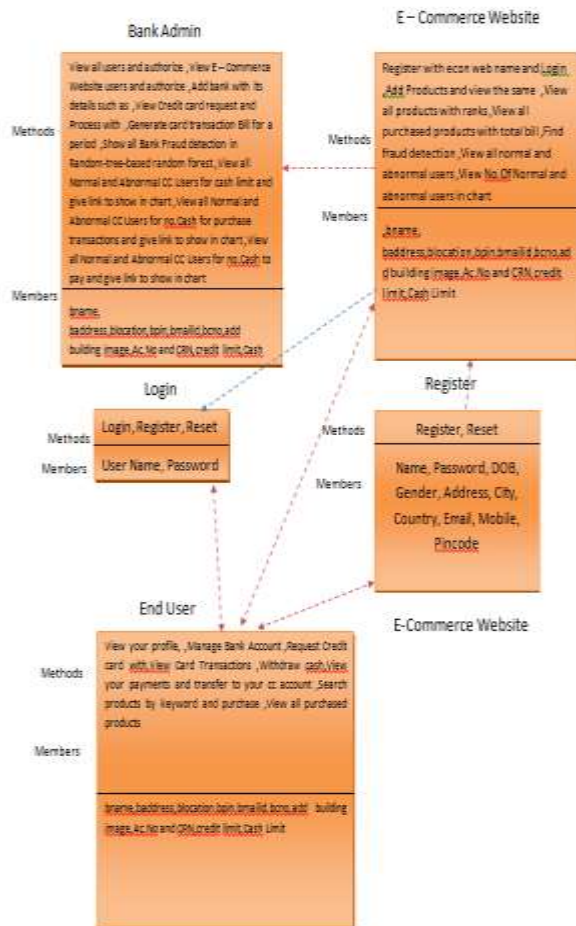 Bank Admin
View all users and authorize ,View E – Commerce
Website users and authorize ,Add bank with its
details such as ,View Credit card request and
Process with ,Generate card transaction Bill for a
period ,Show all Bank Fraud detection in
Random-tree-based random forest ,View all
Normal and Abnormal CC Users for cash limit and
give link to show in chart ,View all Normal and
Abnormal CC Users for no.Cash for purchase
transactions and give link to show in chart ,View
all Normal and Abnormal CC Users for no.Cash to
pay and give link to show in chart
Methods
Members
bname,
baddress,blocation,bpin,bmailid,bcno,add
building image,Ac.No and CRN,credit limit,Cash
E – Commerce Website
Register with econ web name and Login
,Add Products and view the same ,View
all products with ranks ,View all
purchased products with total bill ,Find
fraud detection ,View all normal and
abnormal users ,View No.Of Normal and
abnormal users in chart
Methods
Members
,bname,
baddress,blocation,bpin,bmailid,bcno,ad
d building image,Ac.No and CRN,credit
limit,Cash Limit
Login
Methods
Login, Register, Reset
Members
User Name, Password
Register
Methods
Register, Reset
Members
Name, Password, DOB,
Gender, Address, City,
Country, Email, Mobile,
Pincode
E-Commerce Website
End User
Methods
View your profile, ,Manage Bank Account ,Request Credit
card with,View Card Transactions ,Withdraw cash,View
your payments and transfer to your cc account ,Search
products by keyword and purchase ,View all purchased
products
Members
bname,baddress,blocation,bpin,bmailid,bcno,add building
image,Ac.No and CRN,credit limit,Cash Limit